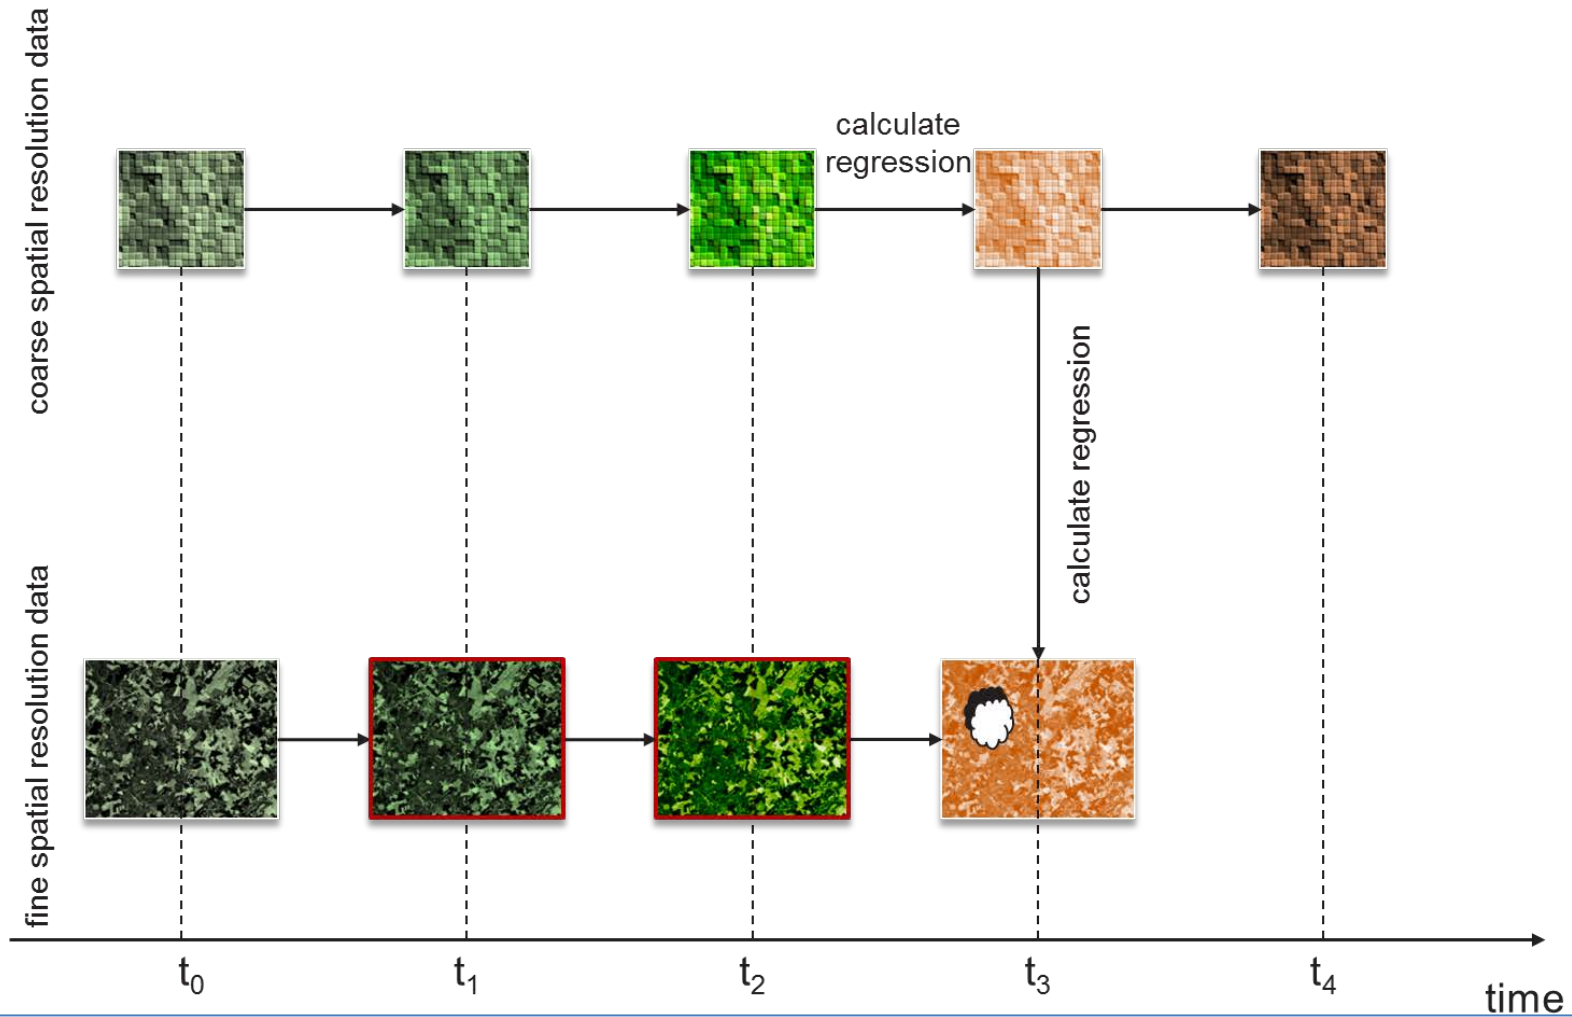 coarse spatial resolution data
calculate
regression
calculate regression
fine spatial resolution data
t0
t1
t2
t3
t4
time